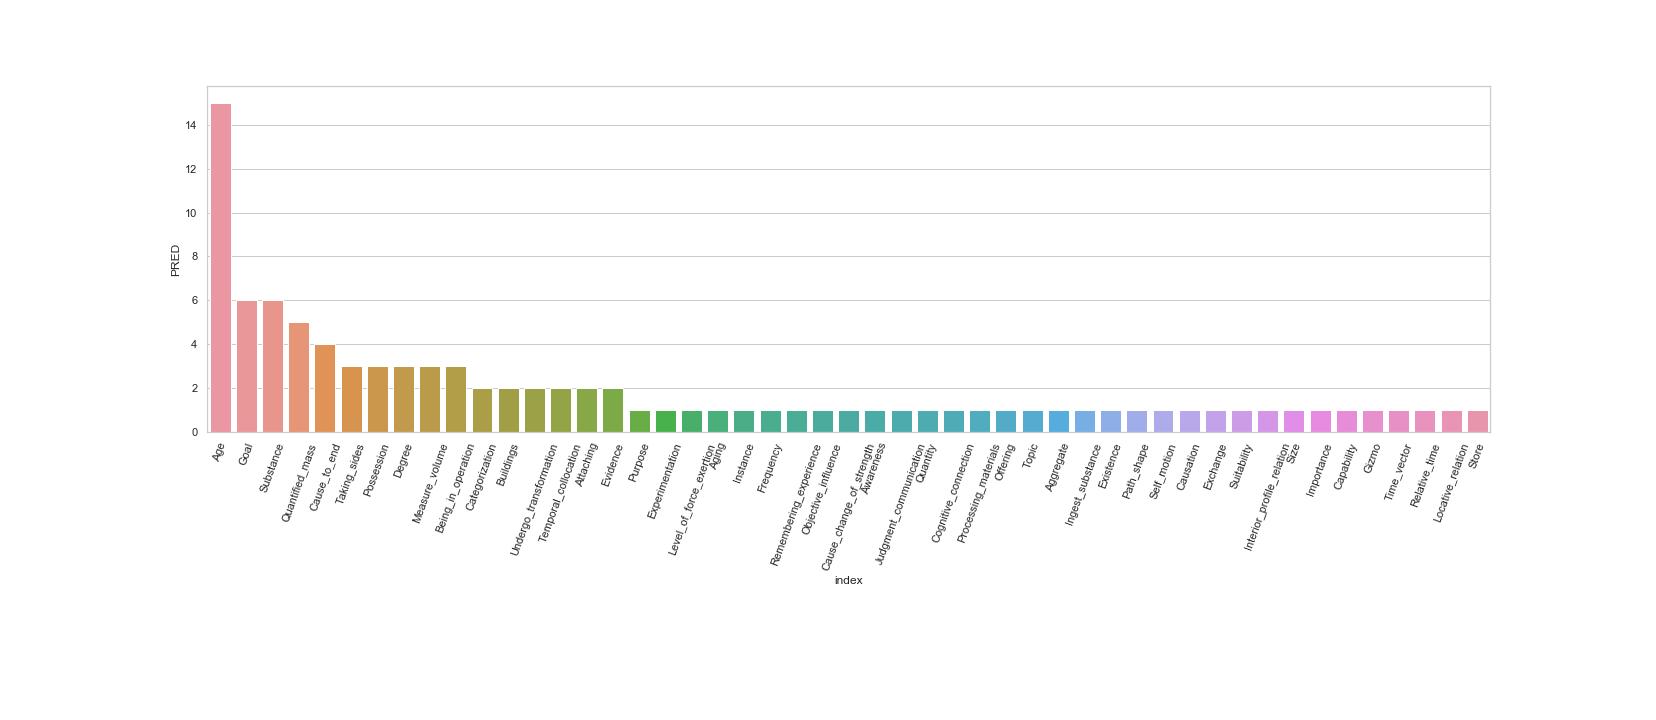 14
12
10
8
6
4
2
0
PRED
Age
Goal
Substance
Quantified_mass
Cause_to_end
Taking_sides
Possession
Degree
Measure_volume
Being_in_operation
Categorization
Buildings
Undergo_transformation
Temporal_collocation
Attaching
Evidence
Purpose
Experimentation
Level_of_force_exertion
Aging
Instance
Frequency
Remembering_experience
Objective_influence
Cause_change_of_strength
Awareness
Judgment_communication
Quantity
Cognitive_connection
Processing_materials
Offering
Topic
Aggregate
Ingest_substance
Existence
Path_shape
Self_motion
Causation
Exchange
Suitability
Interior_profile_relation
Size
Importance
Capability
Gizmo
Time_vector
Relative_time
Locative_relation
Store
index